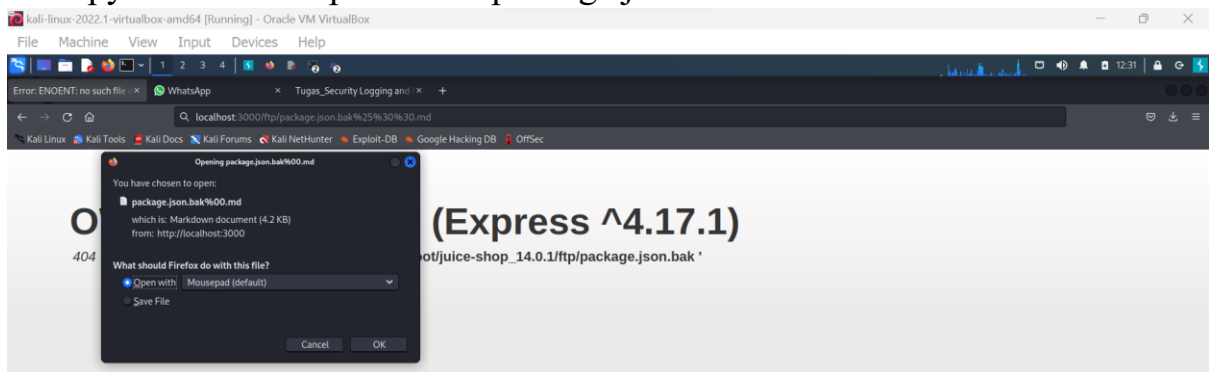 kali-linux-2022.1-virtualbox-amd64 [Running] - Oracle VM VirtualBox
File Machine View Input Devices Help
1 2 3 4 12:31
Error: ENOENT: no such file WhatsApp Tugas_Security Logging and
localhost:3000/ftp/package.json.bak%25%30%30.md
Kali Linux Kali Tools Kali Docs Kali Forums Kali NetHunter Exploit-DB Google Hacking DB OffSec
Opening package.json.bak%00.md
You have chosen to open:
package.json.bak%00.md
which is: Markdown document (4.2 KB)
from: http://localhost:3000
What should Firefox do with this file?
Open with Mousepad (default)
Save File
Cancel OK
(Express ^4.17.1)
404 juice-shop_14.0.1/ftp/package.json.bak '